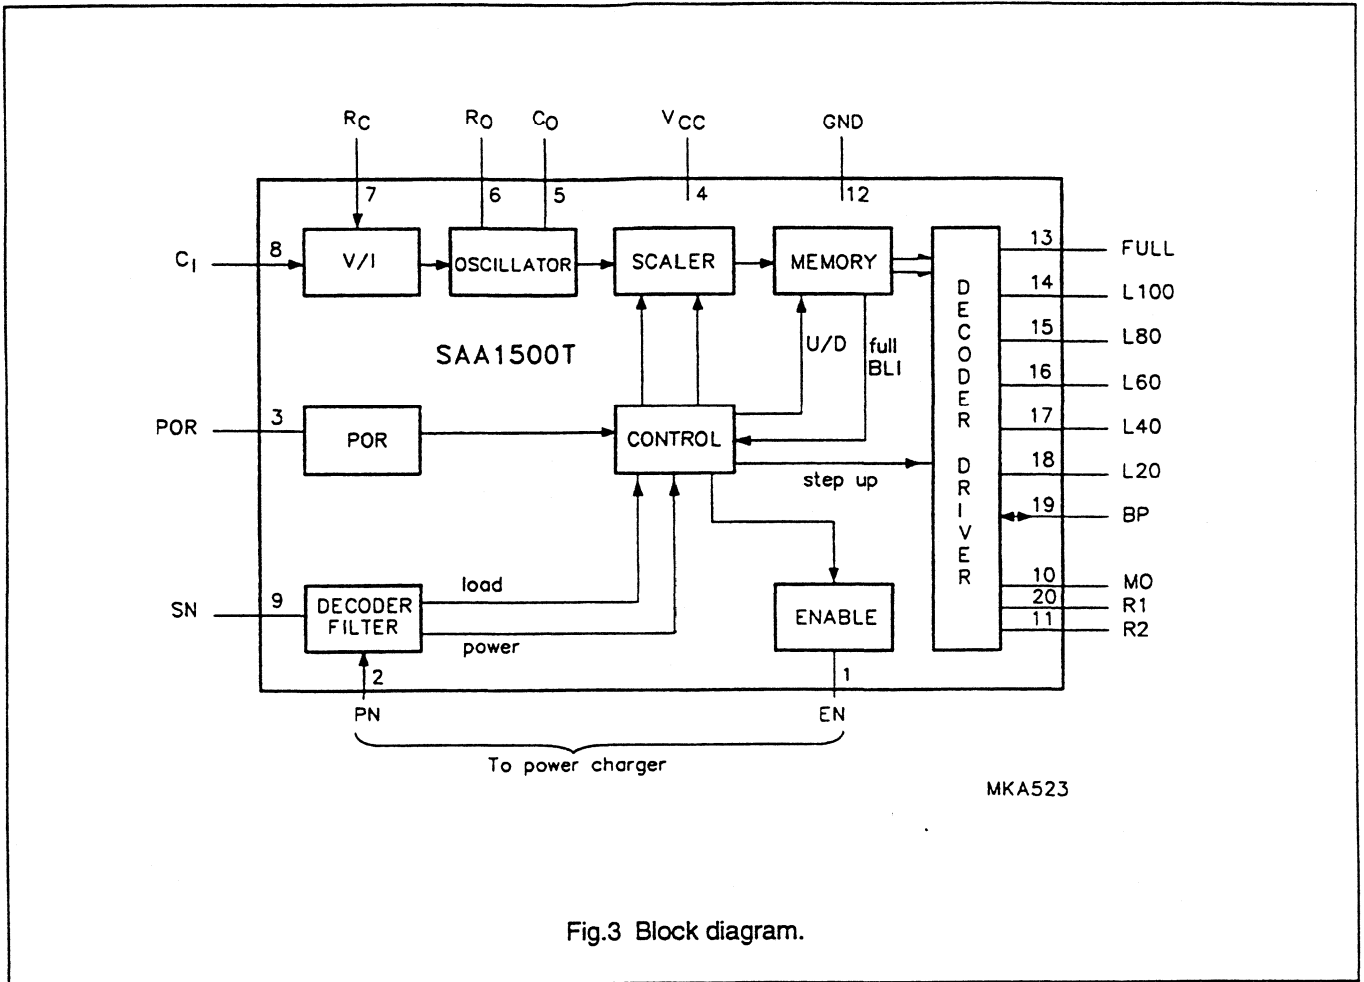 RC RO CO VCC GND
7 6 5 4 12
CI 8 V/I OSCILLATOR SCALER MEMORY 13 FULL
14 L100
15 L80
16 L60
17 L40
18 L20
19 BP
10 MO
20 R1
11 R2
DECODER DRIVER
SAA1500T
U/D full
BLI
POR 3 POR CONTROL
step up
SN 9 DECODER
FILTER
load
power
ENABLE
2 1
PN EN
To power charger
MKA523
Fig.3 Block diagram.